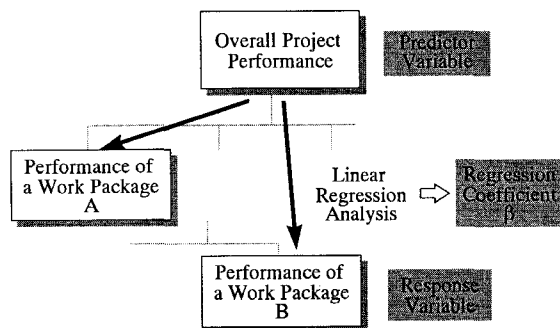 Overall Project
Performance
Predictor
Variable
Performance of
a Work Package
A
Linear
Regression
Analysis
Regression
Coefficient
β
Performance of
a Work Package
B
Response
Variable